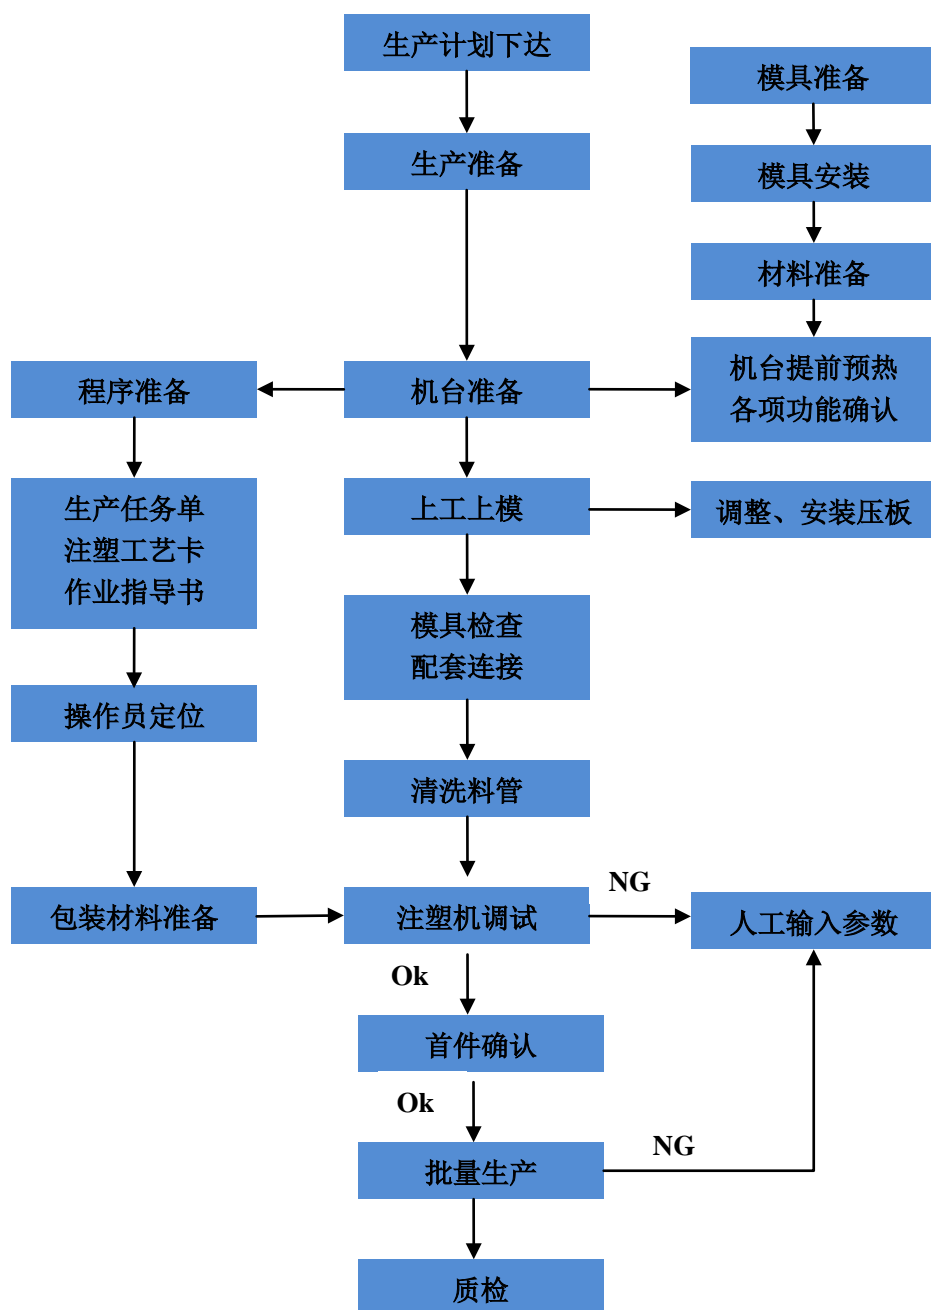 生产计划下达
模具准备
生产准备
模具安装
材料准备
程序准备
机台准备
机台提前预热
各项功能确认
生产任务单
注塑工艺卡
作业指导书
上工上模
调整、安装压板
模具检查
配套连接
操作员定位
清洗料管
NG
包装材料准备
注塑机调试
人工输入参数
Ok
首件确认
Ok
NG
批量生产
质检